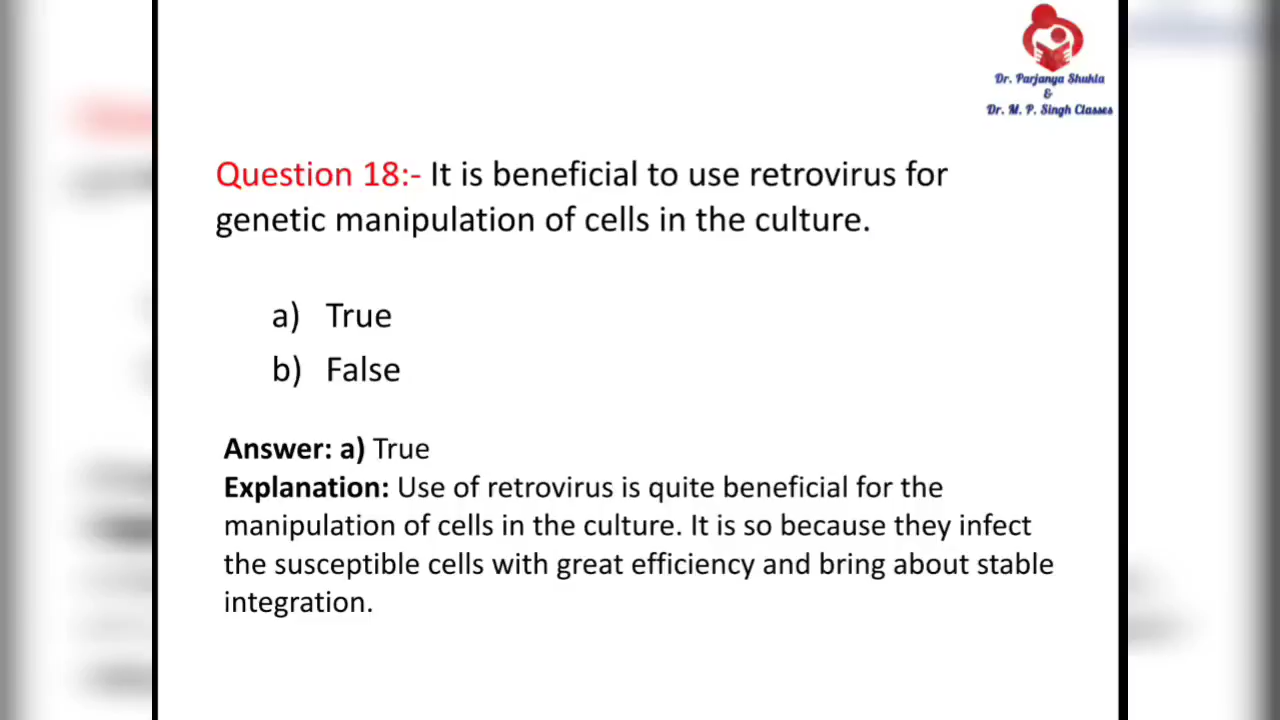 Dr. Parjanya Shukla
&
Dr. M. P. Singh Classes
Question 18:- It is beneficial to use retrovirus for
genetic manipulation of cells in the culture.
a) True
b) False
Answer: a) True
Explanation: Use of retrovirus is quite beneficial for the
manipulation of cells in the culture. It is so because they infect
the susceptible cells with great efficiency and bring about stable
integration.